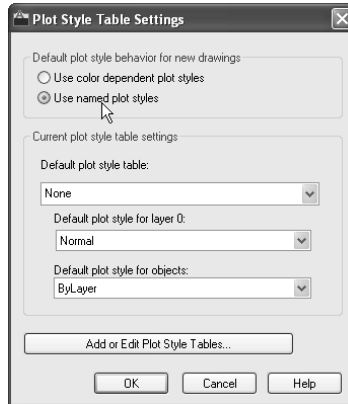 Plot Style Table Settings
Default plot style behavior for new drawings
Use color dependent plot styles
Use named plot styles
Current plot style table settings
Default plot style table:
None
Default plot style for layer 0:
Normal
Default plot style for objects:
ByLayer
Add or Edit Plot Style Tables...
OK
Cancel
Help